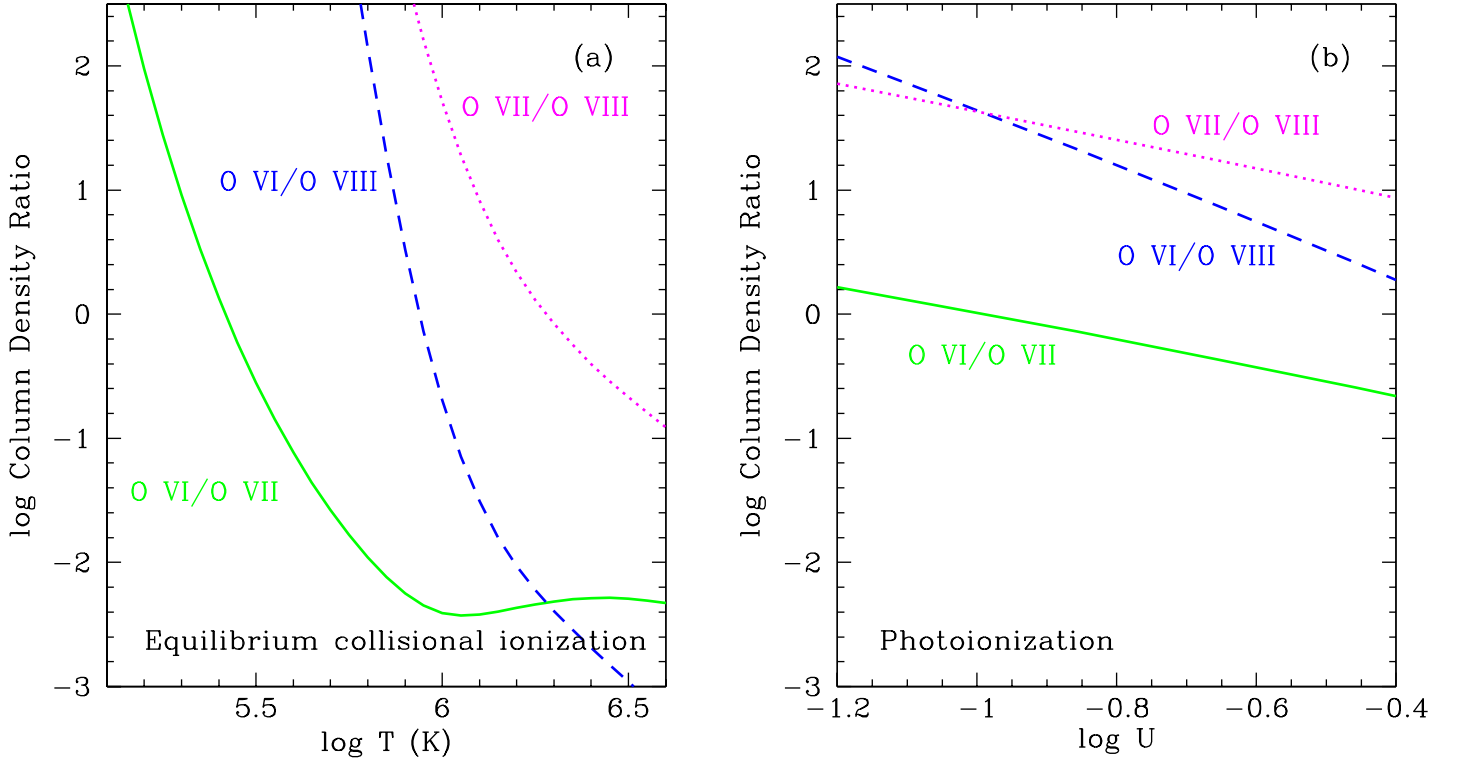 (a)
2
O VII/O VIII
O VI/O VIII
1
0
−1
O VI/O VII
−2
Equilibrium collisional ionization
−3
5.5 6 6.5
log T (K)
log Column Density Ratio
(b)
2
O VII/O VIII
1
O VI/O VIII
0
O VI/O VII
−1
−2
Photoionization
−3
−1.2 −1 −0.8 −0.6 −0.4
log U
log Column Density Ratio